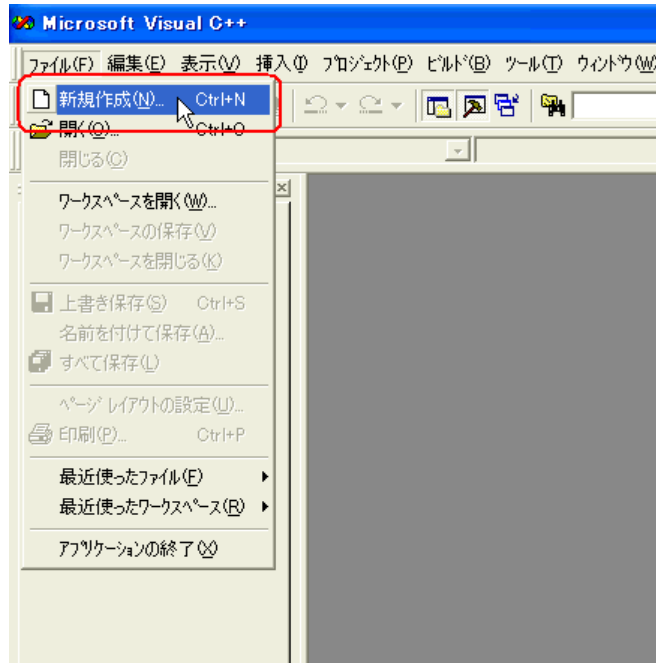 Microsoft Visual C++
ファイル(F) 編集(E) 表示(V) 挿入(I) プロジェクト(P) ビルド(B) ツール(T) ウィンドウ(W)
新規作成(N)... Ctrl+N
開く(O)... Ctrl+O
閉じる(C)
ワークスペースを開く(W)...
ワークスペースの保存(V)
ワークスペースを閉じる(K)
上書き保存(S) Ctrl+S
名前を付けて保存(A)...
すべて保存(L)
ページ レイアウトの設定(U)...
印刷(P)... Ctrl+P
最近使ったファイル(F)
最近使ったワークスペース(R)
アプリケーションの終了(X)